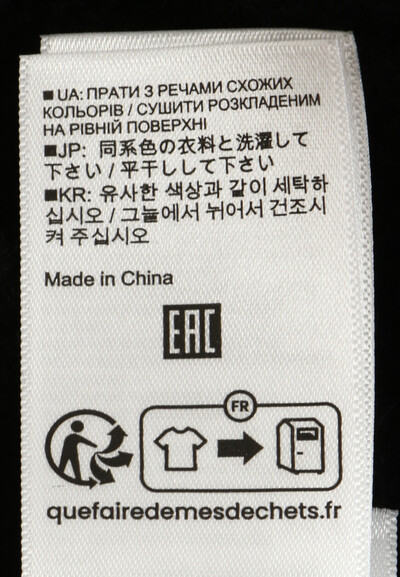 ■UA: ПРАТИ З РЕЧАМИ СХОЖИХ
КОЛЬОРІВ / СУШИТИ РОЗКЛАДЕНИМ
НА РІВНІЙ ПОВЕРХНІ
■JP: 同系色の衣料と洗濯して
下さい / 平干しして下さい
■KR: 유사한 색상과 같이 세탁하
십시오 / 그늘에서 뉘어서 건조시
켜 주십시오
Made in China
EAC
FR
quefairedemesdechets.fr